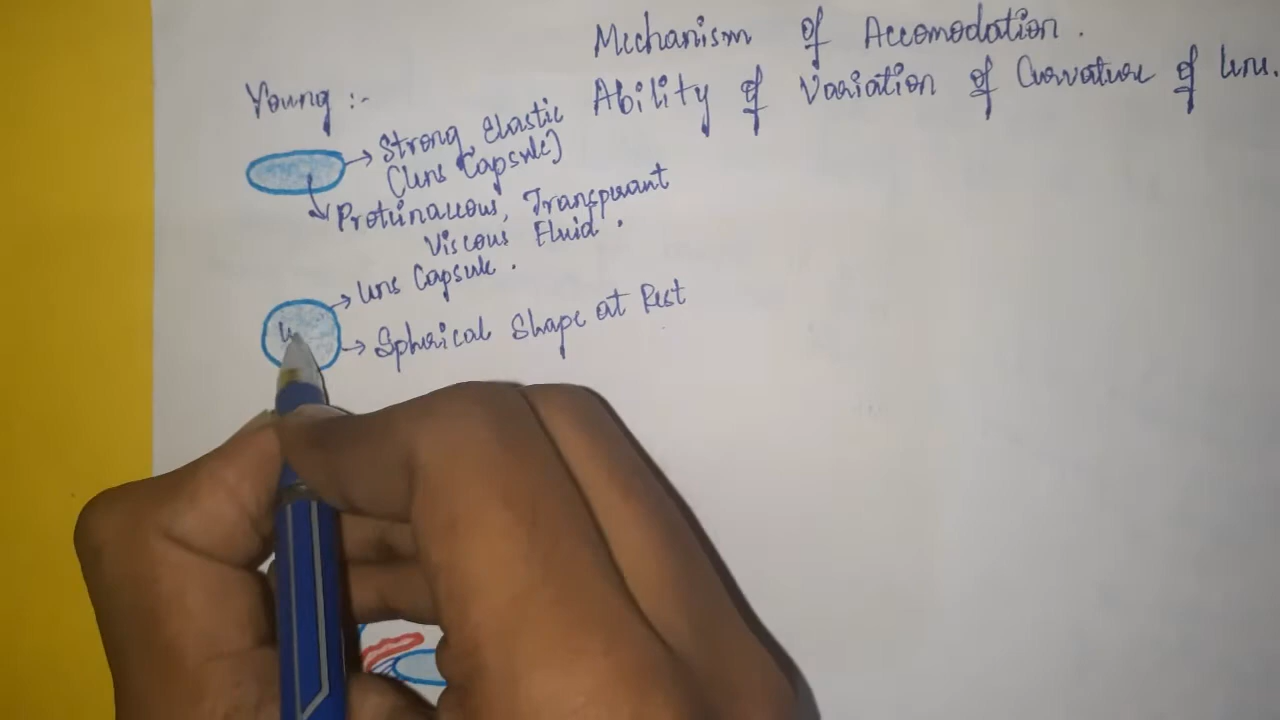 Mechanism of Accomodation.
Ability of Variation of Curvature of lens.
Young :-
Strong, Elastic
(lens Capsule)
Proteinaceous, Transparent
Viscous Fluid.
lens Capsule.
Spherical Shape at Rest